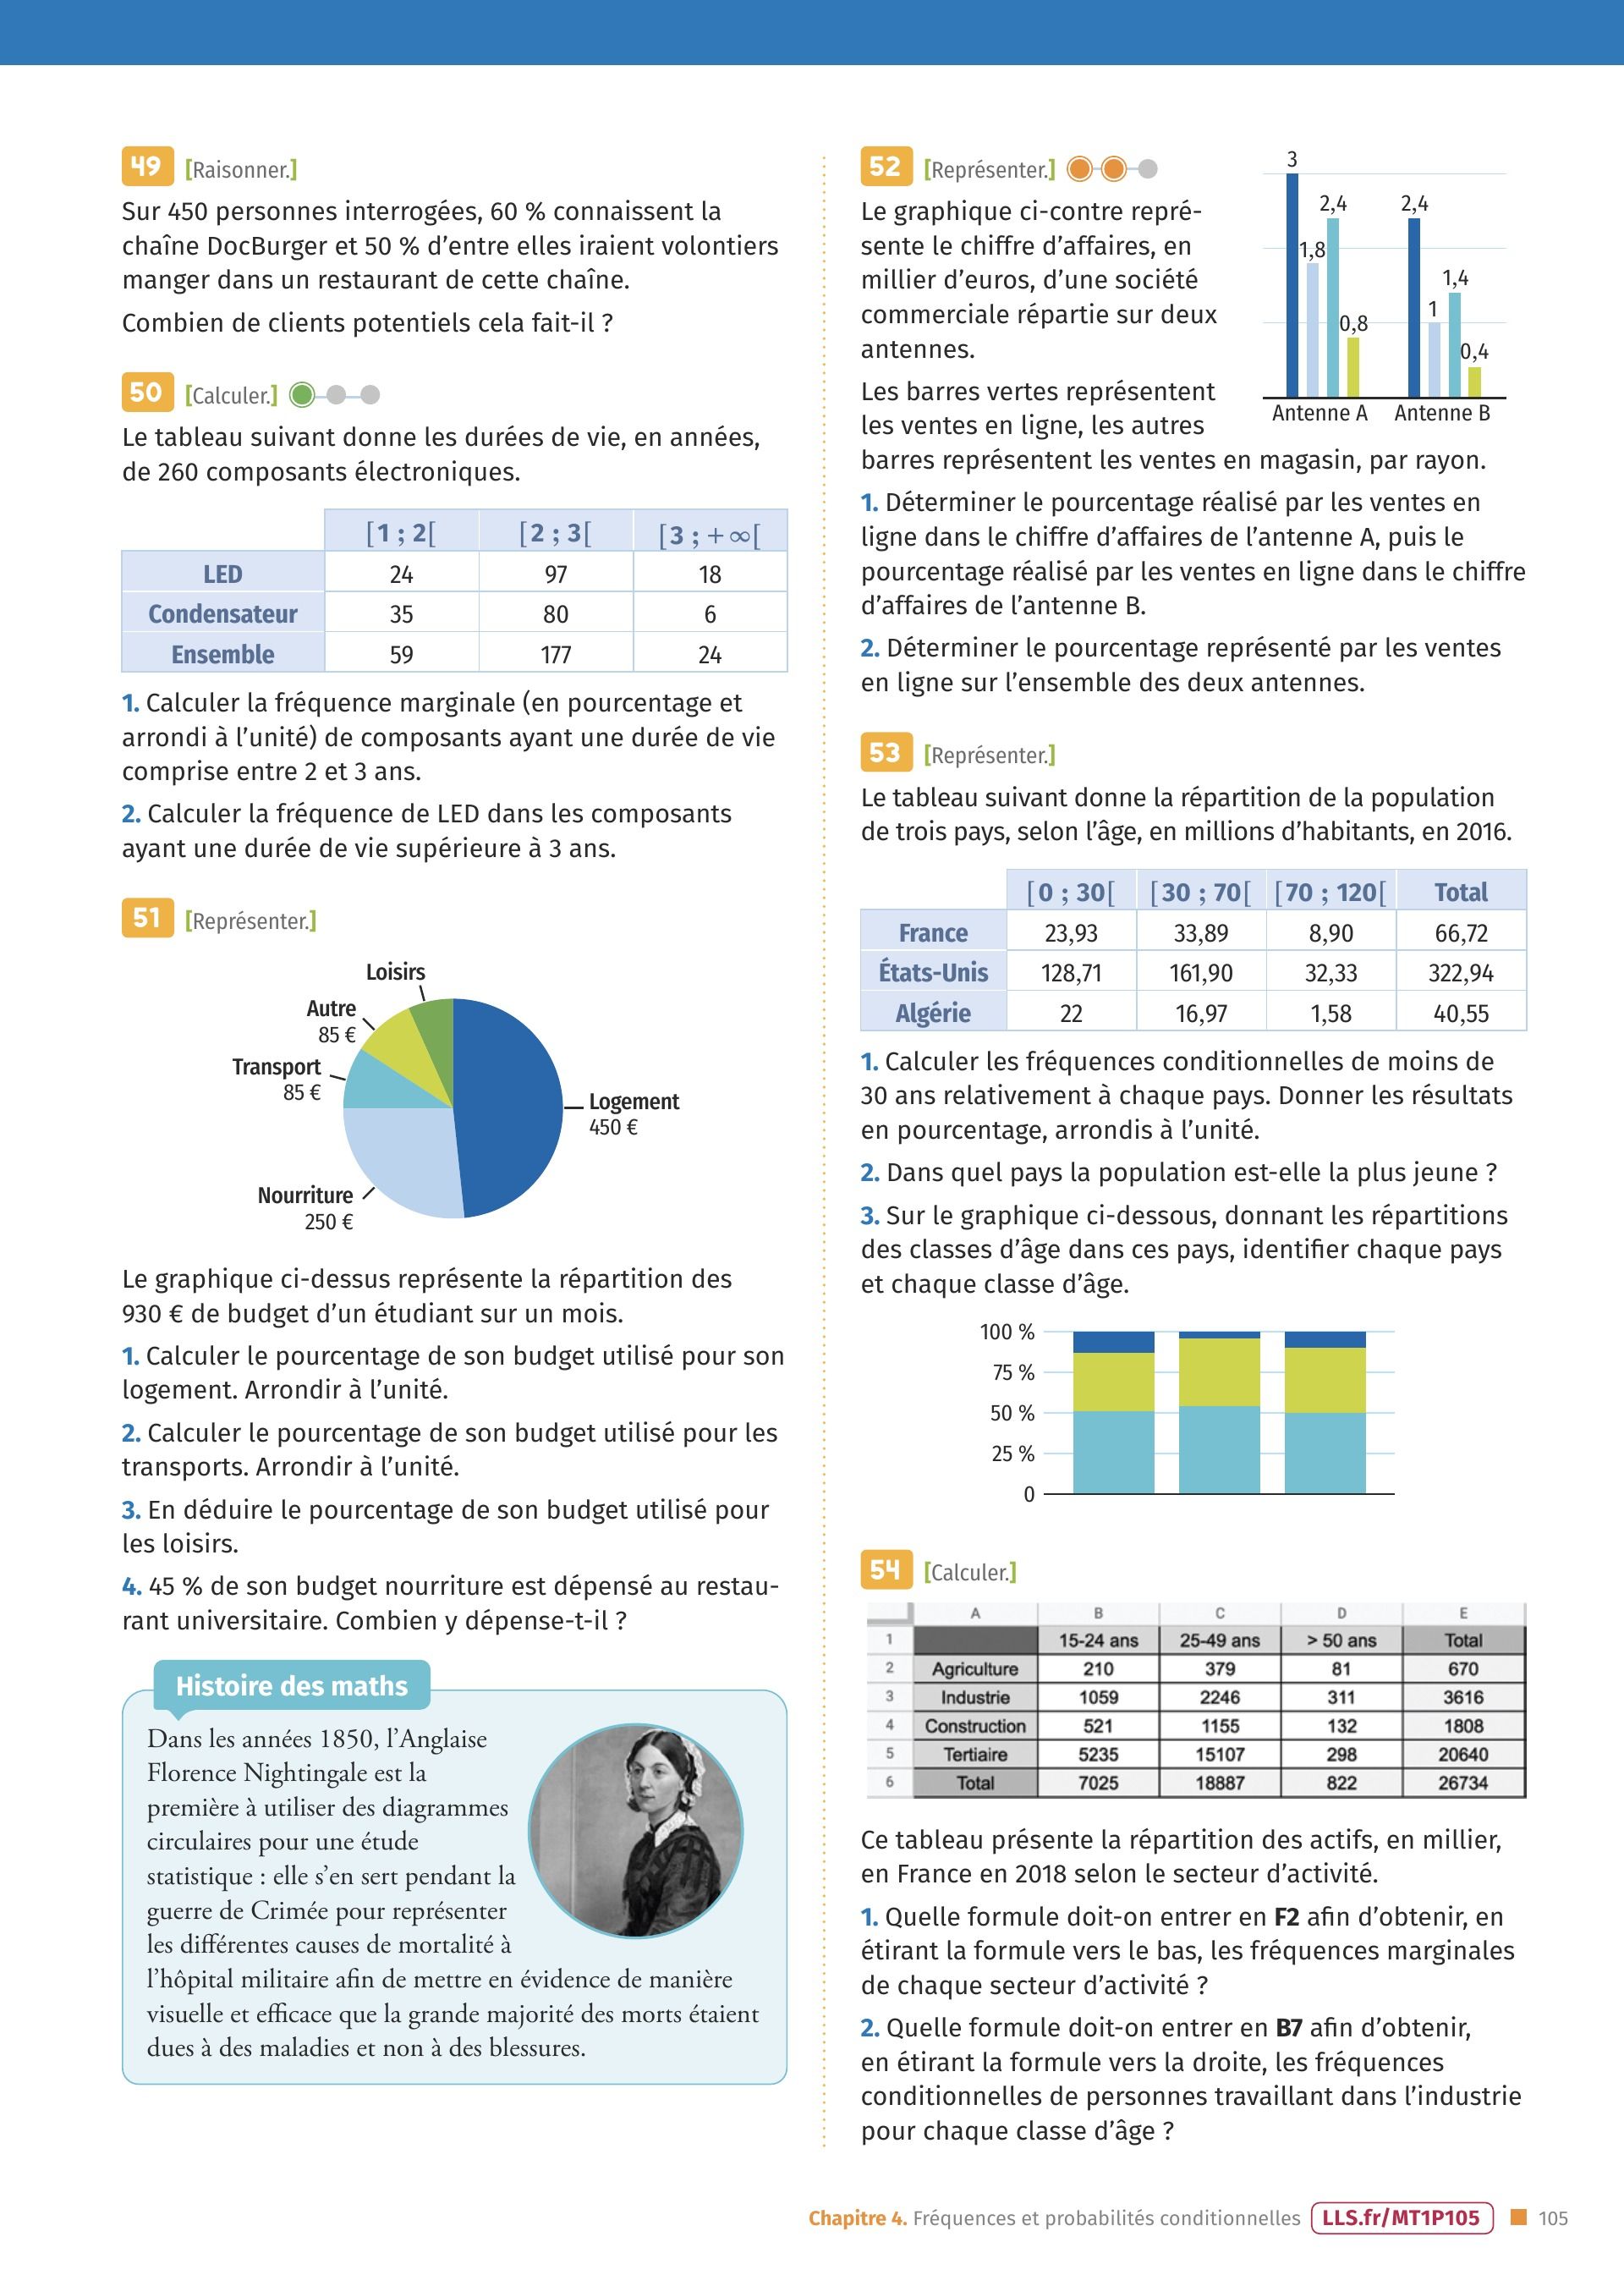 49 [Raisonner.]
Sur 450 personnes interrogées, 60 % connaissent la
chaîne DocBurger et 50 % d'entre elles iraient volontiers
manger dans un restaurant de cette chaîne.
Combien de clients potentiels cela fait-il ?
50 [Calculer.]
Le tableau suivant donne les durées de vie, en années,
de 260 composants électroniques.
[1 ; 2[ [2 ; 3[ [3 ; +∞[
LED 24 97 18
Condensateur 35 80 6
Ensemble 59 177 24
1. Calculer la fréquence marginale (en pourcentage et
arrondi à l'unité) de composants ayant une durée de vie
comprise entre 2 et 3 ans.
2. Calculer la fréquence de LED dans les composants
ayant une durée de vie supérieure à 3 ans.
51 [Représenter.]
Loisirs
Autre
85 €
Transport
85 €
Logement
450 €
Nourriture
250 €
Le graphique ci-dessus représente la répartition des
930 € de budget d'un étudiant sur un mois.
1. Calculer le pourcentage de son budget utilisé pour son
logement. Arrondir à l'unité.
2. Calculer le pourcentage de son budget utilisé pour les
transports. Arrondir à l'unité.
3. En déduire le pourcentage de son budget utilisé pour
les loisirs.
4. 45 % de son budget nourriture est dépensé au restau-
rant universitaire. Combien y dépense-t-il ?
Histoire des maths
Dans les années 1850, l'Anglaise
Florence Nightingale est la
première à utiliser des diagrammes
circulaires pour une étude
statistique : elle s'en sert pendant la
guerre de Crimée pour représenter
les différentes causes de mortalité à
l'hôpital militaire afin de mettre en évidence de manière
visuelle et efficace que la grande majorité des morts étaient
dues à des maladies et non à des blessures.
52 [Représenter.]
Le graphique ci-contre repré-
sente le chiffre d'affaires, en
millier d'euros, d'une société
commerciale répartie sur deux
antennes.
Les barres vertes représentent
les ventes en ligne, les autres
barres représentent les ventes en magasin, par rayon.
3
1,8
2,4
0,8
2,4
1
1,4
0,4
Antenne A Antenne B
1. Déterminer le pourcentage réalisé par les ventes en
ligne dans le chiffre d'affaires de l'antenne A, puis le
pourcentage réalisé par les ventes en ligne dans le chiffre
d'affaires de l'antenne B.
2. Déterminer le pourcentage représenté par les ventes
en ligne sur l'ensemble des deux antennes.
53 [Représenter.]
Le tableau suivant donne la répartition de la population
de trois pays, selon l'âge, en millions d'habitants, en 2016.
[0 ; 30[ [30 ; 70[ [70 ; 120[ Total
France 23,93 33,89 8,90 66,72
États-Unis 128,71 161,90 32,33 322,94
Algérie 22 16,97 1,58 40,55
1. Calculer les fréquences conditionnelles de moins de
30 ans relativement à chaque pays. Donner les résultats
en pourcentage, arrondis à l'unité.
2. Dans quel pays la population est-elle la plus jeune ?
3. Sur le graphique ci-dessous, donnant les répartitions
des classes d'âge dans ces pays, identifier chaque pays
et chaque classe d'âge.
100 %
75 %
50 %
25 %
0
54 [Calculer.]
A B C D E
1 15-24 ans 25-49 ans > 50 ans Total
2 Agriculture 210 379 81 670
3 Industrie 1059 2246 311 3616
4 Construction 521 1155 132 1808
5 Tertiaire 5235 15107 298 20640
6 Total 7025 18887 822 26734
Ce tableau présente la répartition des actifs, en millier,
en France en 2018 selon le secteur d'activité.
1. Quelle formule doit-on entrer en F2 afin d'obtenir, en
étirant la formule vers le bas, les fréquences marginales
de chaque secteur d'activité ?
2. Quelle formule doit-on entrer en B7 afin d'obtenir,
en étirant la formule vers la droite, les fréquences
conditionnelles de personnes travaillant dans l'industrie
pour chaque classe d'âge ?
Chapitre 4. Fréquences et probabilités conditionnelles LLS.fr/MT1P105 105